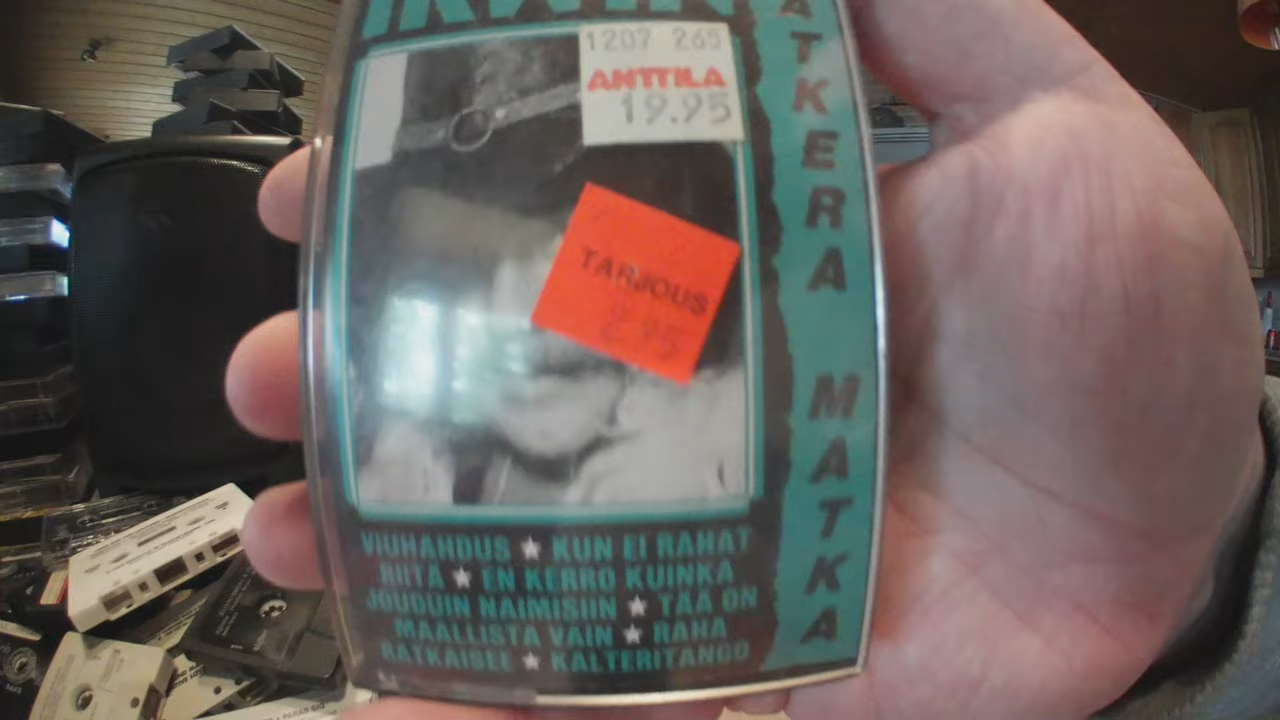 IRWIN
1207 265
ANTTILA
19.95
TARJOUS
ATKERA MATKA
VIUHAHDUS ★ KUN EI RAHAT
RIITÄ ★ EN KERRO KUINKA
JOUDUIN NAIMISIIN ★ TÄÄ ON
MAALLISTA VAIN ★ RAHA
RATKAISEE ★ KALTERITANGO